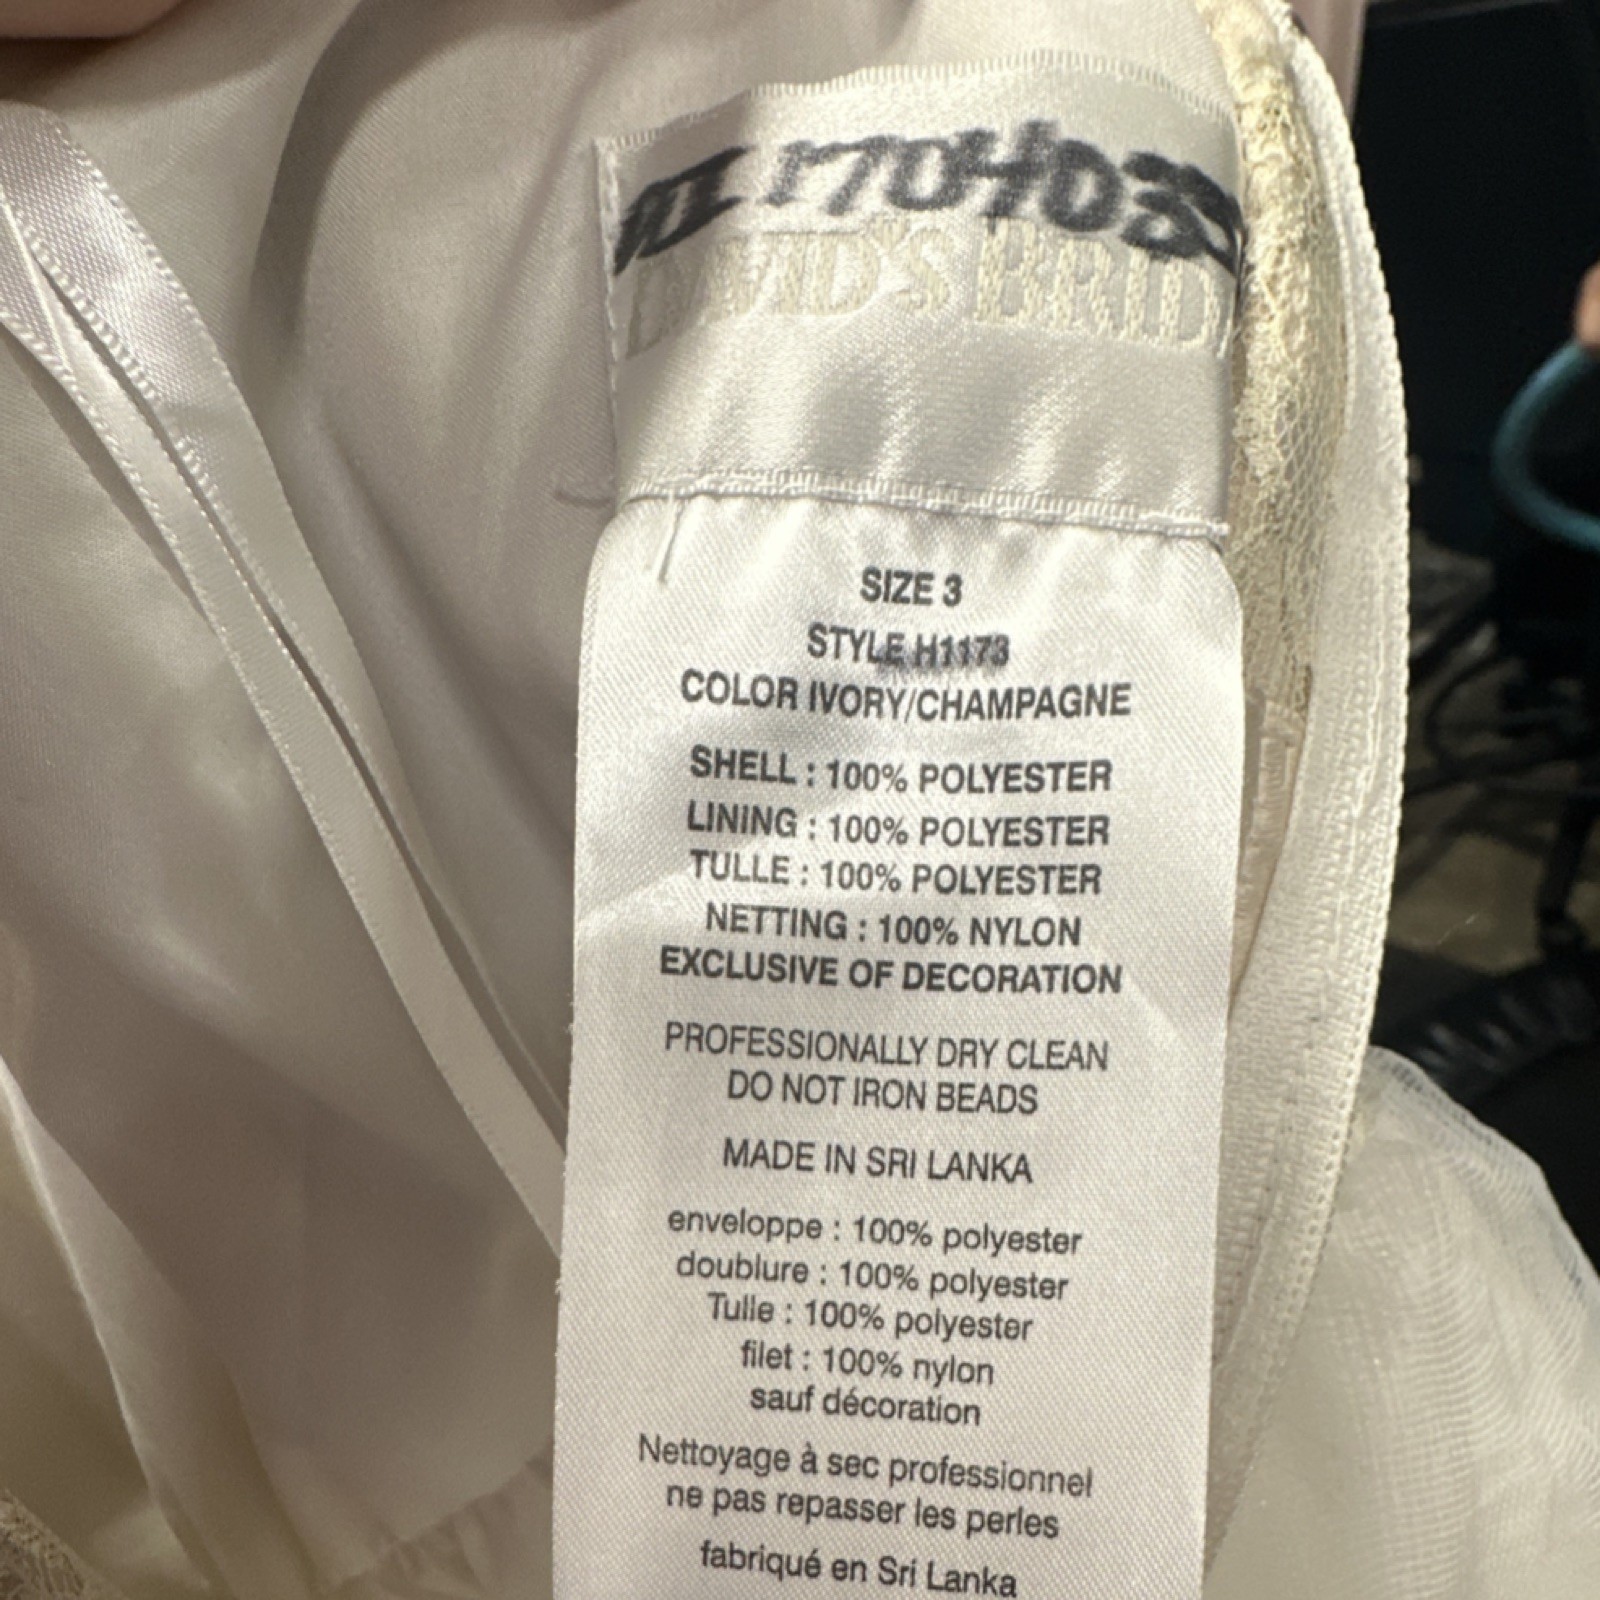 DAVID'S BRID
SIZE 3
STYLE H1173
COLOR IVORY/CHAMPAGNE
SHELL : 100% POLYESTER
LINING : 100% POLYESTER
TULLE : 100% POLYESTER
NETTING : 100% NYLON
EXCLUSIVE OF DECORATION
PROFESSIONALLY DRY CLEAN
DO NOT IRON BEADS
MADE IN SRI LANKA
enveloppe : 100% polyester
doublure : 100% polyester
Tulle : 100% polyester
filet : 100% nylon
sauf décoration
Nettoyage à sec professionnel
ne pas repasser les perles
fabriqué en Sri Lanka